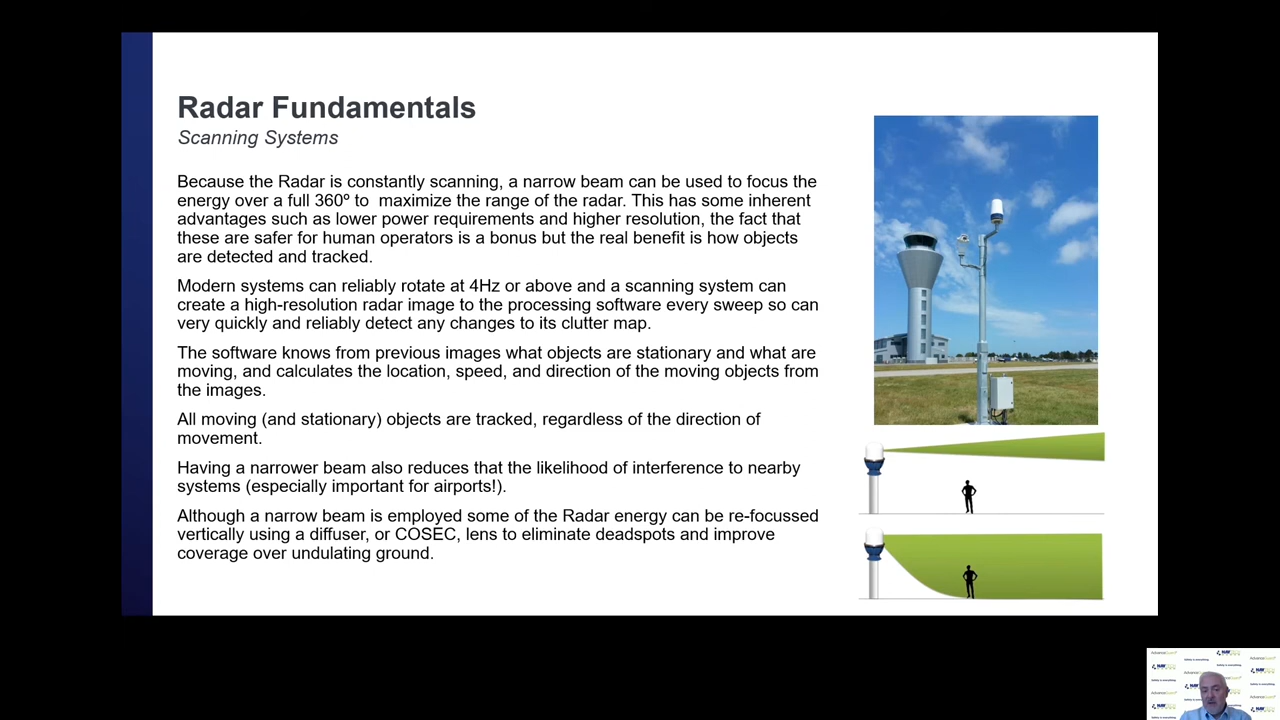 Radar Fundamentals
Scanning Systems
Because the Radar is constantly scanning, a narrow beam can be used to focus the
energy over a full 360º to  maximize the range of the radar. This has some inherent
advantages such as lower power requirements and higher resolution, the fact that
these are safer for human operators is a bonus but the real benefit is how objects
are detected and tracked.
Modern systems can reliably rotate at 4Hz or above and a scanning system can
create a high-resolution radar image to the processing software every sweep so can
very quickly and reliably detect any changes to its clutter map.
The software knows from previous images what objects are stationary and what are
moving, and calculates the location, speed, and direction of the moving objects from
the images.
All moving (and stationary) objects are tracked, regardless of the direction of
movement.
Having a narrower beam also reduces that the likelihood of interference to nearby
systems (especially important for airports!).
Although a narrow beam is employed some of the Radar energy can be re-focussed
vertically using a diffuser, or COSEC, lens to eliminate deadspots and improve
coverage over undulating ground.